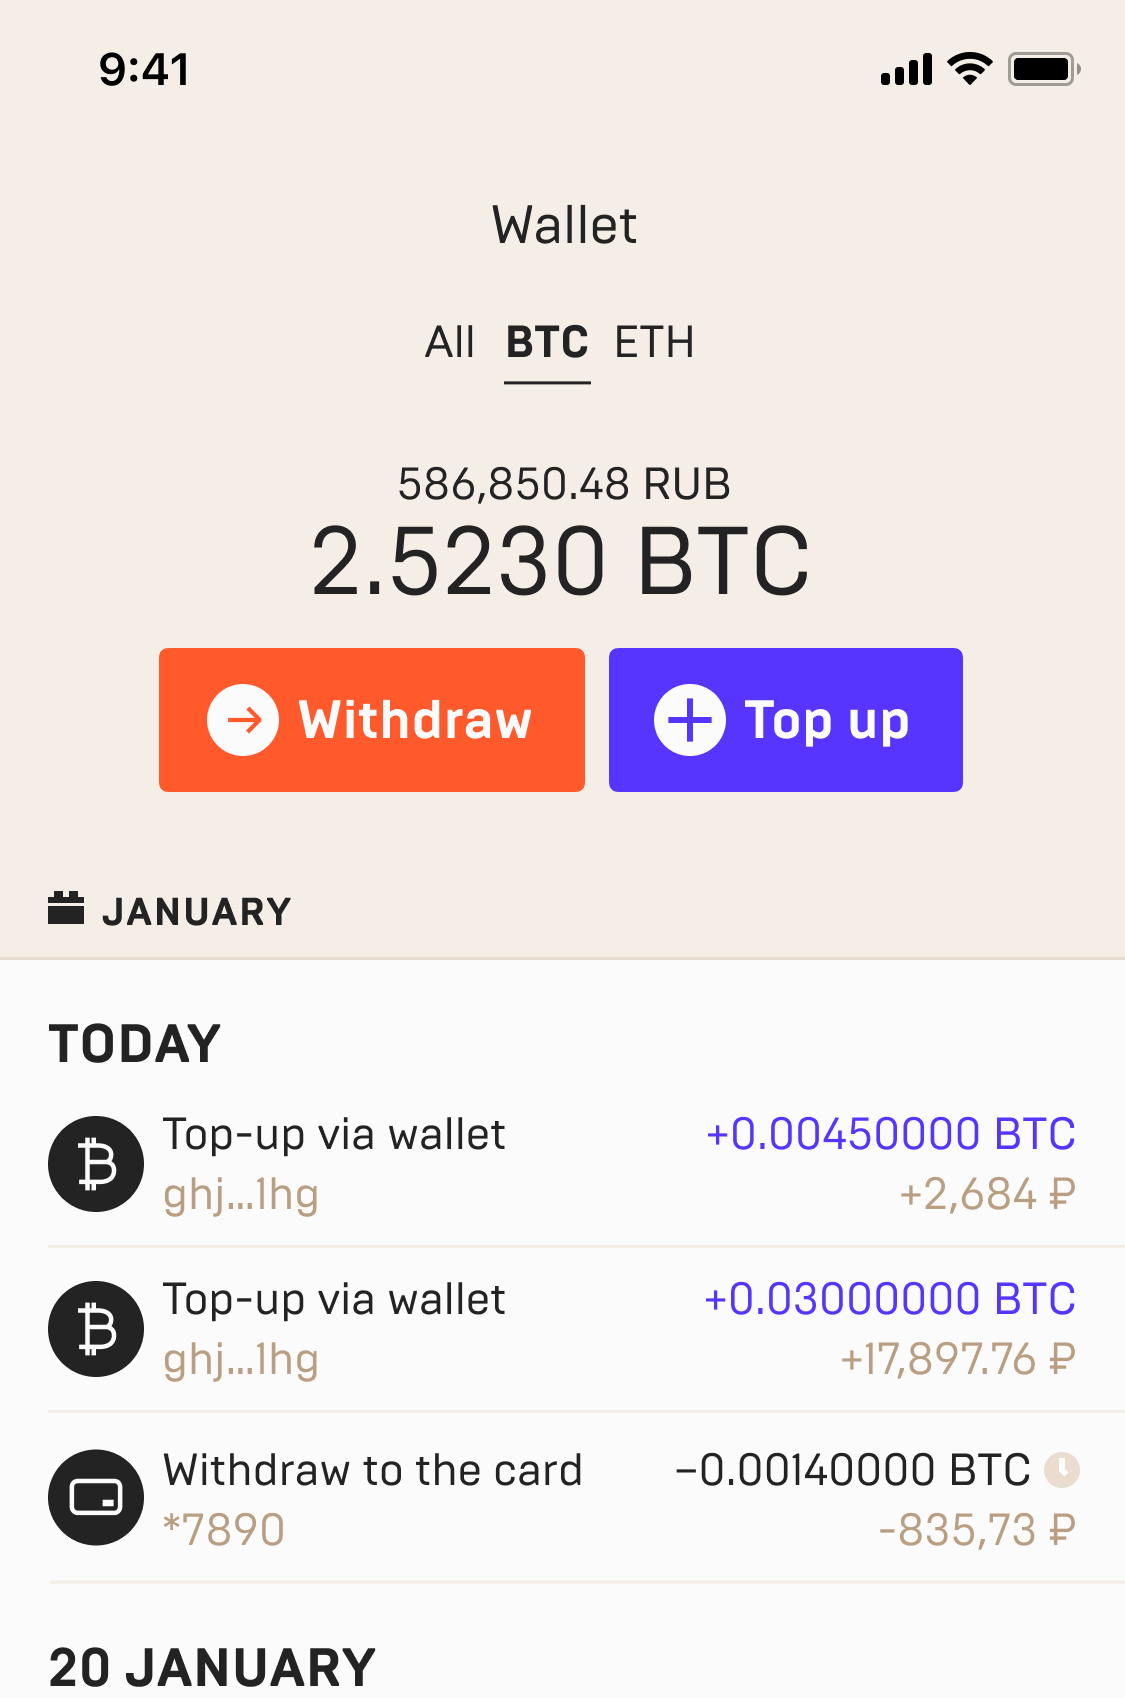 9:41
Wallet
All BTC ETH
586,850.48 RUB
2.5230 BTC
Withdraw Top up
JANUARY
TODAY
Top-up via wallet +0.00450000 BTC
ghj...1hg +2,684 ₽
Top-up via wallet +0.03000000 BTC
ghj...1hg +17,897.76 ₽
Withdraw to the card −0.00140000 BTC
*7890 -835,73 ₽
20 JANUARY